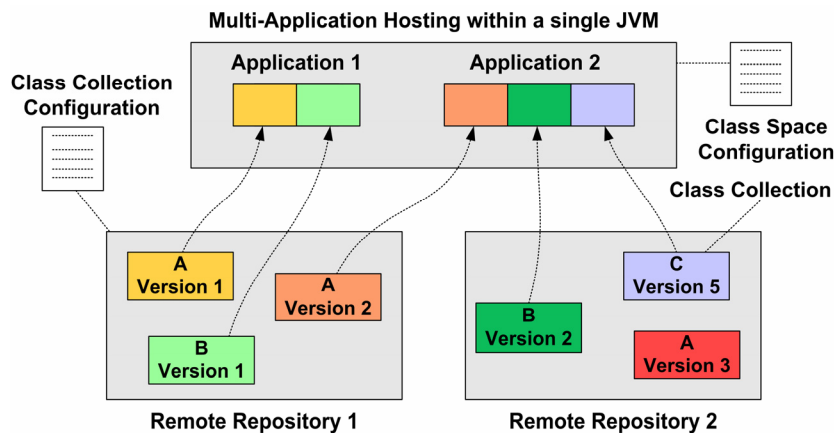 Multi-Application Hosting within a single JVM
Application 1
Application 2
Class Collection
Configuration
Class Space
Configuration
Class Collection
A
Version 1
A
Version 2
B
Version 1
C
Version 5
B
Version 2
A
Version 3
Remote Repository 1
Remote Repository 2